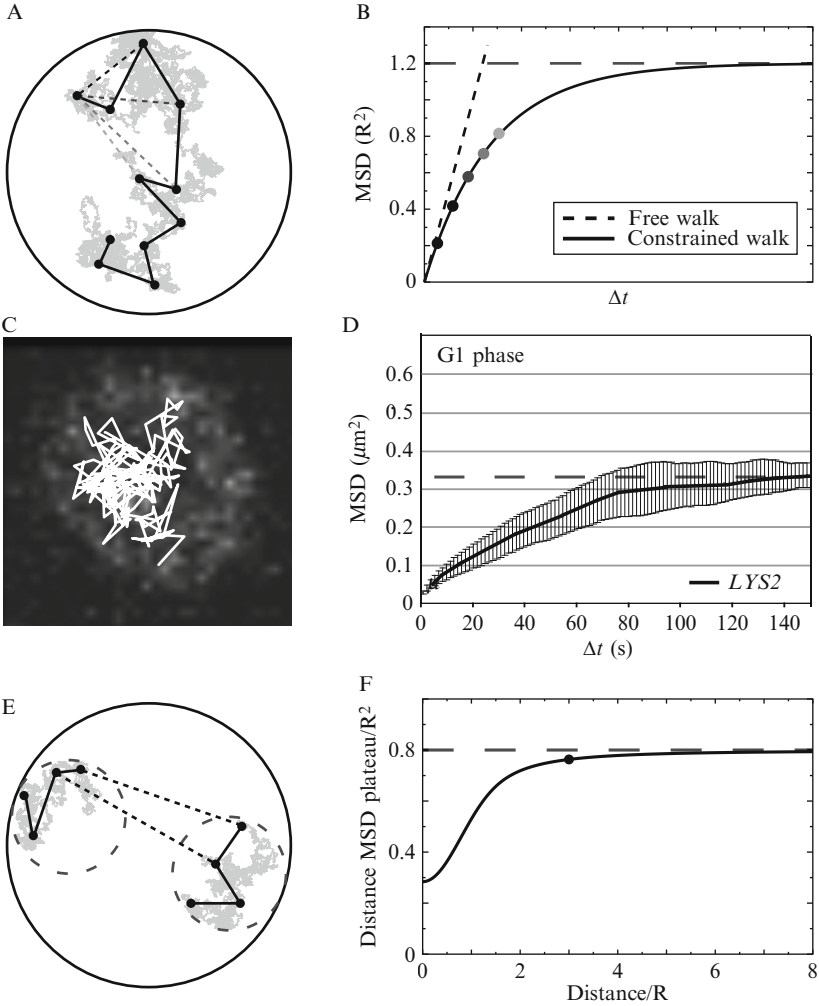 A
B
1.2
0.8
0.4
0
MSD (R²)
Free walk
Constrained walk
Δt
C
D
G1 phase
0.6
0.5
0.4
0.3
0.2
0.1
0
MSD (μm²)
LYS2
0 20 40 60 80 100 120 140
Δt (s)
E
F
0.8
0.4
0
Distance MSD plateau/R²
0 2 4 6 8
Distance/R